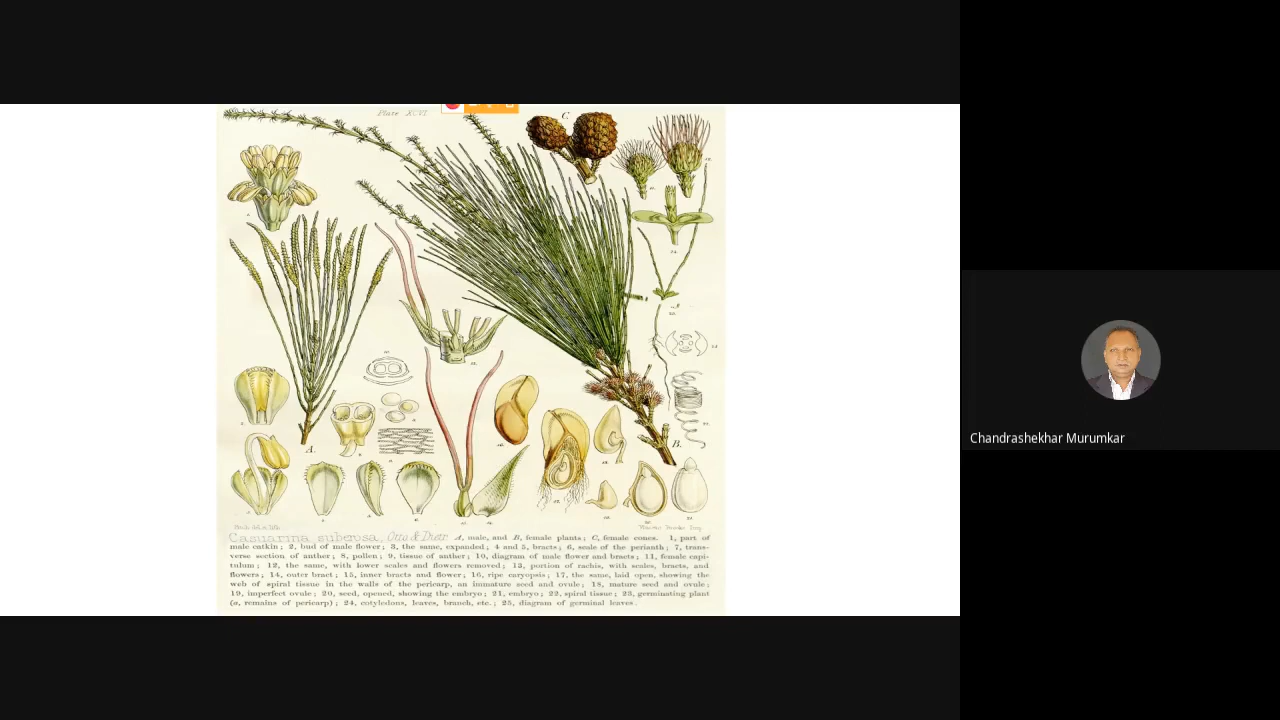 Plate XCVI.
C.
A.
B.
Casuarina suberosa, Otto & Dietr A, male, and B, female plants; C, female cones. 1, part of
male catkin; 2, bud of male flower; 3, the same, expanded; 4 and 5, bracts; 6, scale of the perianth; 7, trans-
verse section of anther; 8, pollen; 9, tissue of anther; 10, diagram of male flower and bracts; 11, female capi-
tulum; 12, the same, with lower scales and flowers removed; 13, portion of rachis, with scales, bracts, and
flowers; 14, outer bract; 15, inner bracts and flower; 16, ripe caryopsis; 17, the same, laid open, showing the
web of spiral tissue in the walls of the pericarp, an immature seed and ovule; 18, mature seed and ovule;
19, imperfect ovule; 20, seed, opened, showing the embryo; 21, embryo; 22, spiral tissue; 23, germinating plant
(a, remains of pericarp); 24, cotyledons, leaves, branch, etc.; 25, diagram of germinal leaves.
Chandrashekhar Murumkar